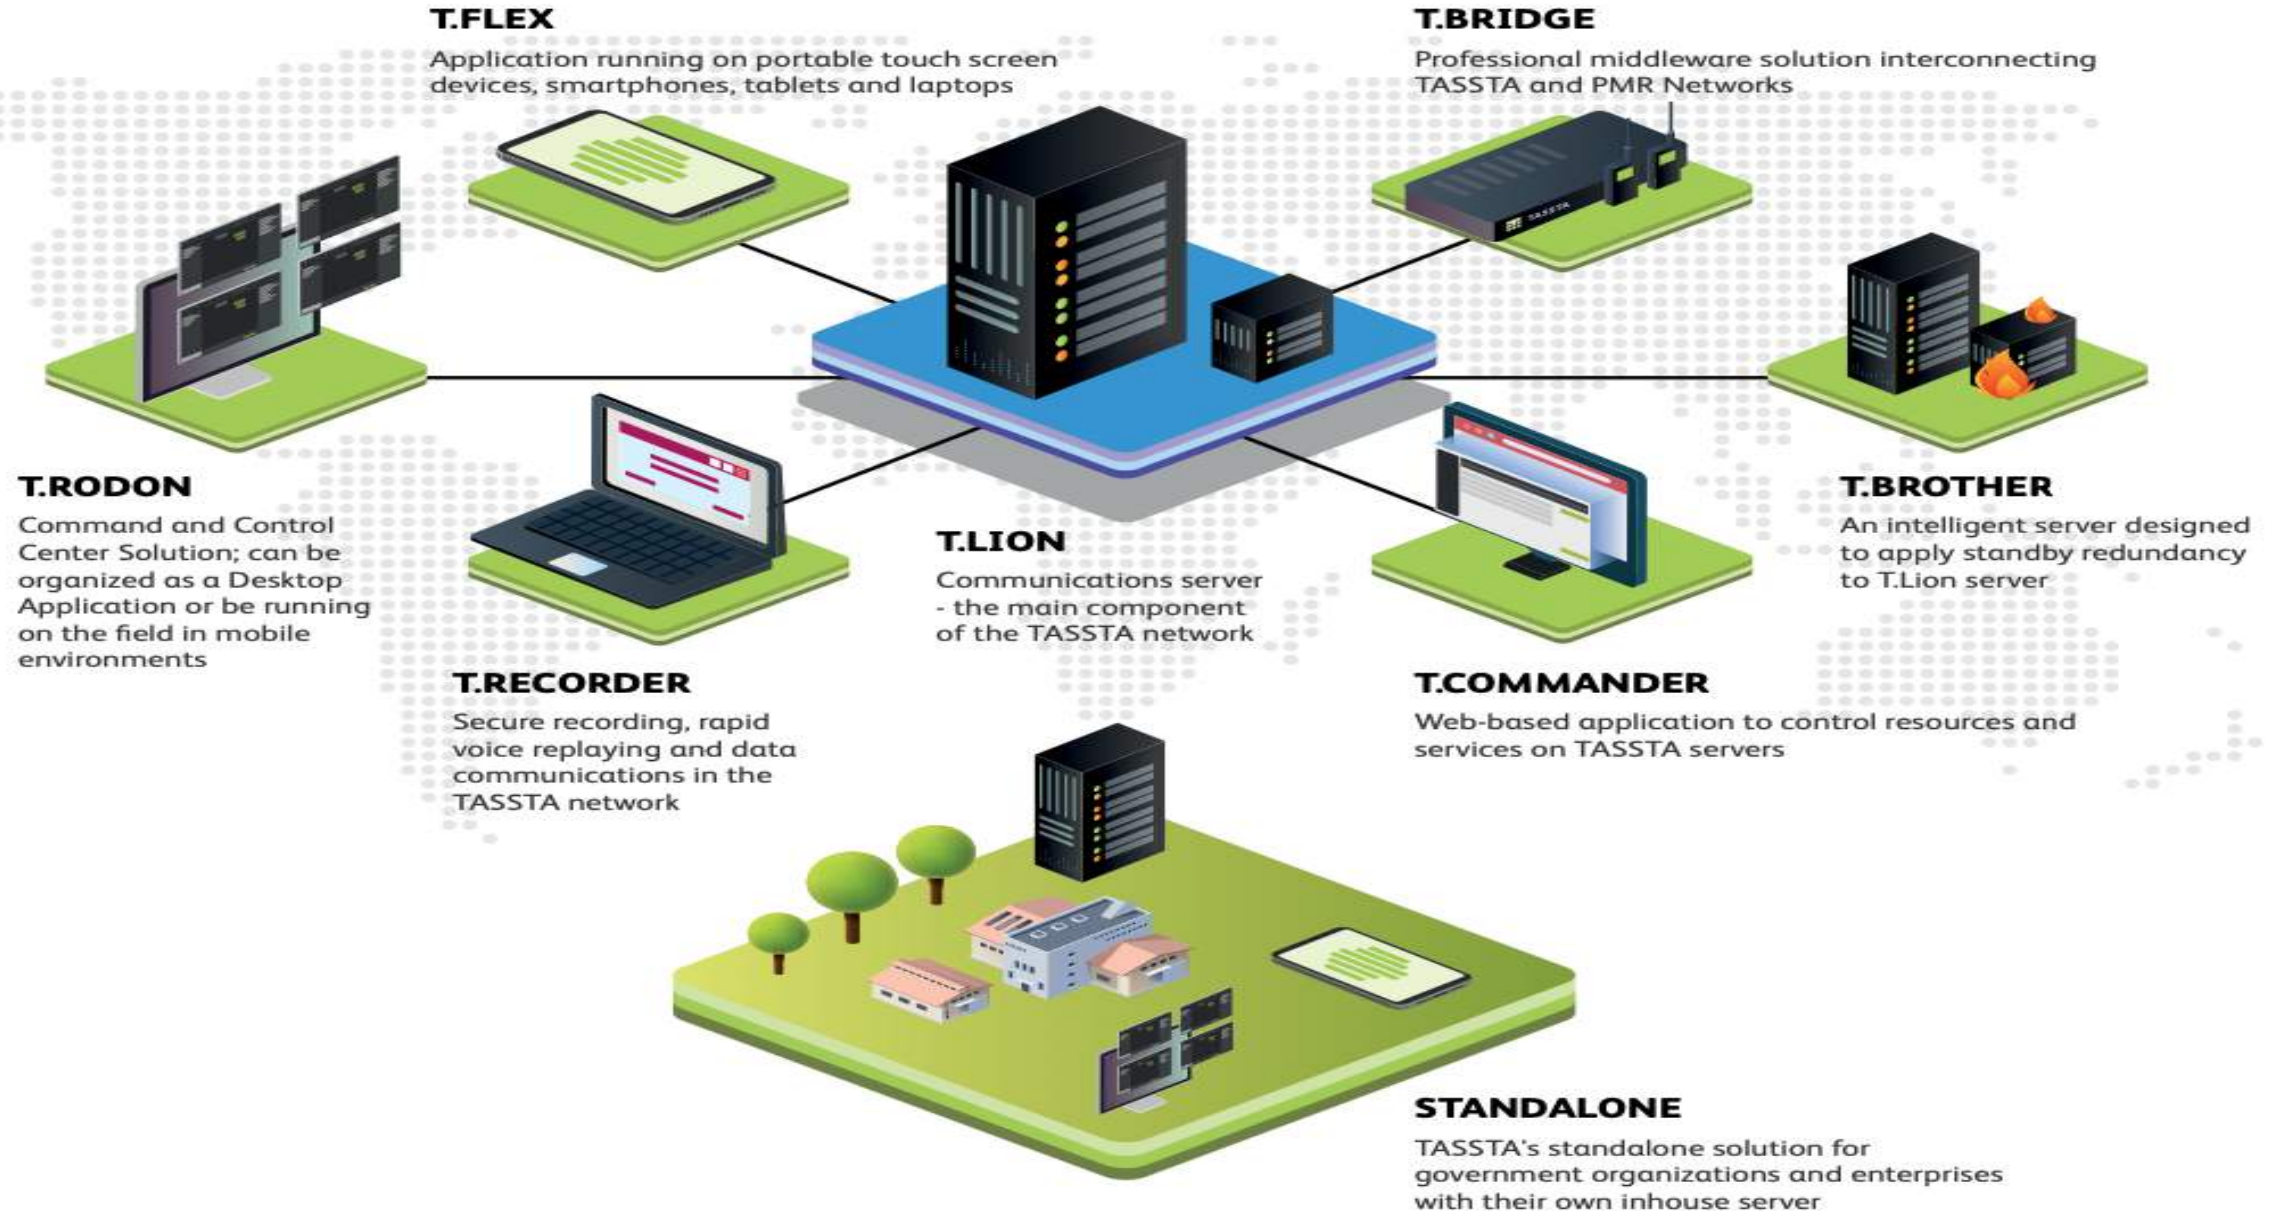 T.FLEX
Application running on portable touch screen
devices, smartphones, tablets and laptops
T.BRIDGE
Professional middleware solution interconnecting
TASSTA and PMR Networks
TASSTA
T.RODON
Command and Control
Center Solution; can be
organized as a Desktop
Application or be running
on the field in mobile
environments
T.RECORDER
Secure recording, rapid
voice replaying and data
communications in the
TASSTA network
T.LION
Communications server
- the main component
of the TASSTA network
T.COMMANDER
Web-based application to control resources and
services on TASSTA servers
T.BROTHER
An intelligent server designed
to apply standby redundancy
to T.Lion server
STANDALONE
TASSTA's standalone solution for
government organizations and enterprises
with their own inhouse server